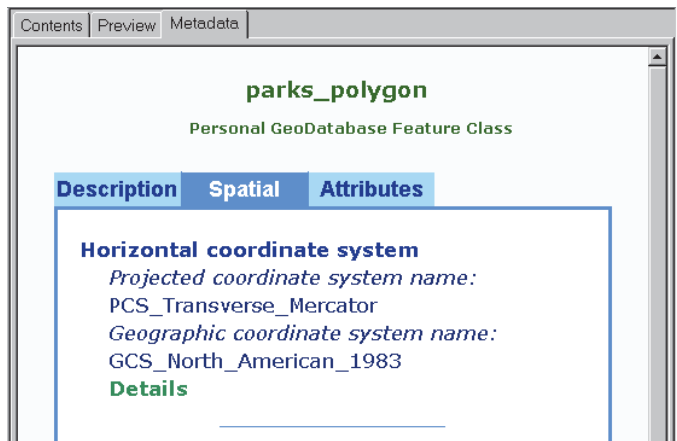 Contents Preview Metadata
parks_polygon
Personal GeoDatabase Feature Class
Description Spatial Attributes
Horizontal coordinate system
Projected coordinate system name:
PCS_Transverse_Mercator
Geographic coordinate system name:
GCS_North_American_1983
Details